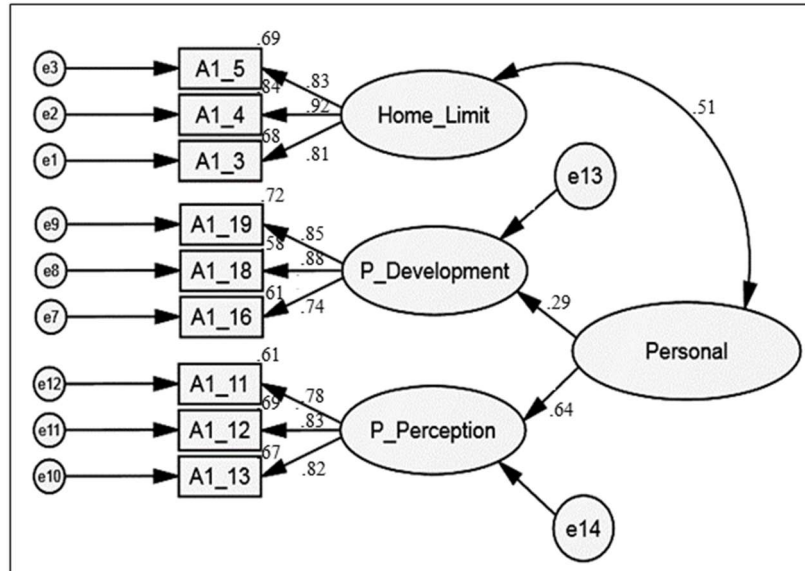 .69
e3
A1_5
.83
.84
e2
A1_4
.92
Home_Limit
.51
.68
e1
A1_3
.81
e13
.72
e9
A1_19
.85
.58
e8
A1_18
.88
P_Development
.61
e7
A1_16
.74
.29
Personal
.61
e12
A1_11
.78
.64
.69
e11
A1_12
.83
P_Perception
.67
e10
A1_13
.82
e14